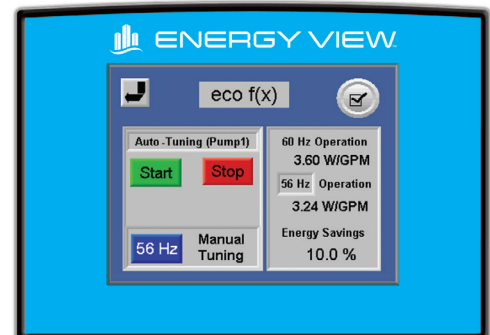 ENERGY VIEW
eco f(x)
Auto-Tuning (Pump1)
Start
Stop
56 Hz
Manual
Tuning
60 Hz Operation
3.60 W/GPM
56 Hz Operation
3.24 W/GPM
Energy Savings
10.0 %